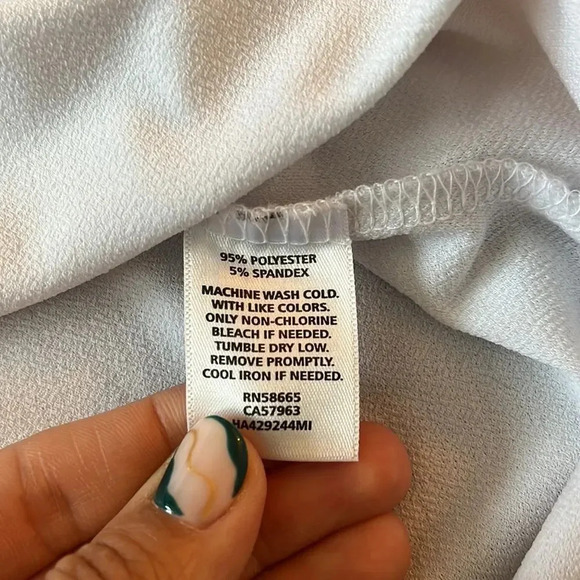 95% POLYESTER
5% SPANDEX
MACHINE WASH COLD.
WITH LIKE COLORS.
ONLY NON-CHLORINE
BLEACH IF NEEDED.
TUMBLE DRY LOW.
REMOVE PROMPTLY.
COOL IRON IF NEEDED.
RN58665
CA57963
HA429244MI